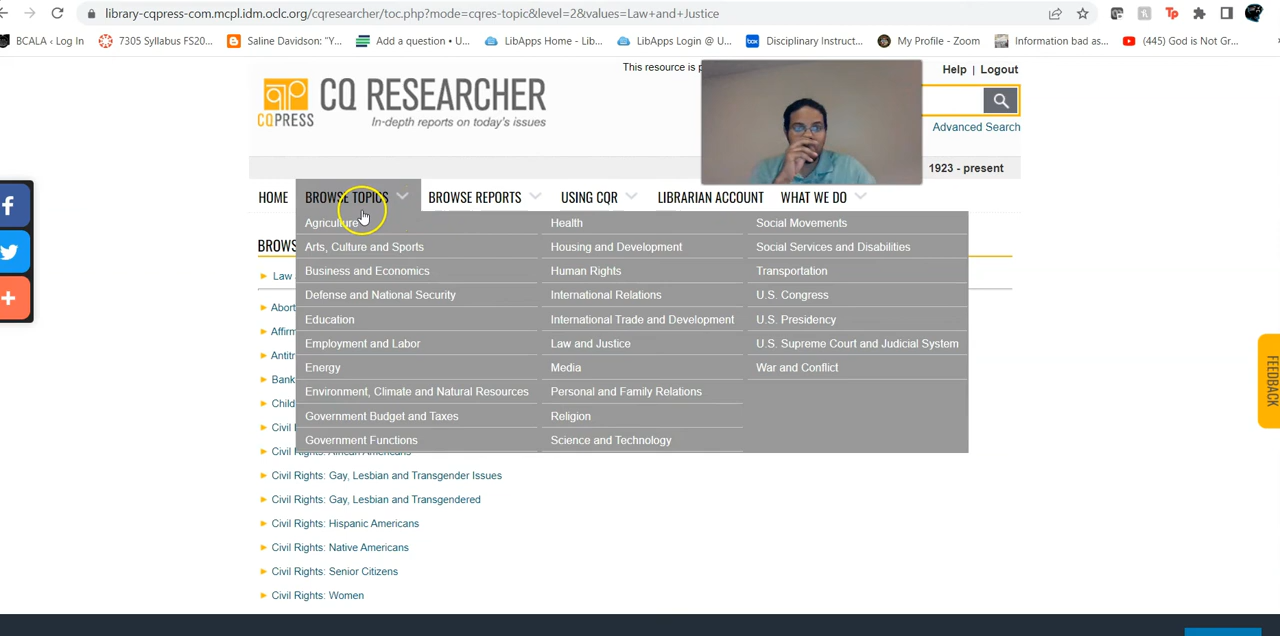 library-cqpress-com.mcpl.idm.oclc.org/cqresearcher/toc.php?mode=cqres-topic&level=2&values=Law+and+Justice
BCALA ‹ Log In
7305 Syllabus FS20...
Saline Davidson: "Y...
Add a question • U...
LibApps Home - Lib...
LibApps Login @ U...
box
Disciplinary Instruct...
My Profile - Zoom
Information bad as...
(445) God is Not Gr...
This resource is p
Help | Logout
CQPRESS
CQ RESEARCHER
In-depth reports on today's issues
Advanced Search
1923 - present
HOME
BROWSE TOPICS
BROWSE REPORTS
USING CQR
LIBRARIAN ACCOUNT
WHAT WE DO
Agriculture
Health
Social Movements
BROWS
Arts, Culture and Sports
Housing and Development
Social Services and Disabilities
Law
Business and Economics
Human Rights
Transportation
Defense and National Security
International Relations
U.S. Congress
Abort
Education
International Trade and Development
U.S. Presidency
Affirm
Employment and Labor
Law and Justice
U.S. Supreme Court and Judicial System
Antit
Energy
Media
War and Conflict
Bank
Environment, Climate and Natural Resources
Personal and Family Relations
Child
Government Budget and Taxes
Religion
Civil
Government Functions
Science and Technology
Civil Rights: African Americans
Civil Rights: Gay, Lesbian and Transgender Issues
Civil Rights: Gay, Lesbian and Transgendered
Civil Rights: Hispanic Americans
Civil Rights: Native Americans
Civil Rights: Senior Citizens
Civil Rights: Women
FEEDBACK